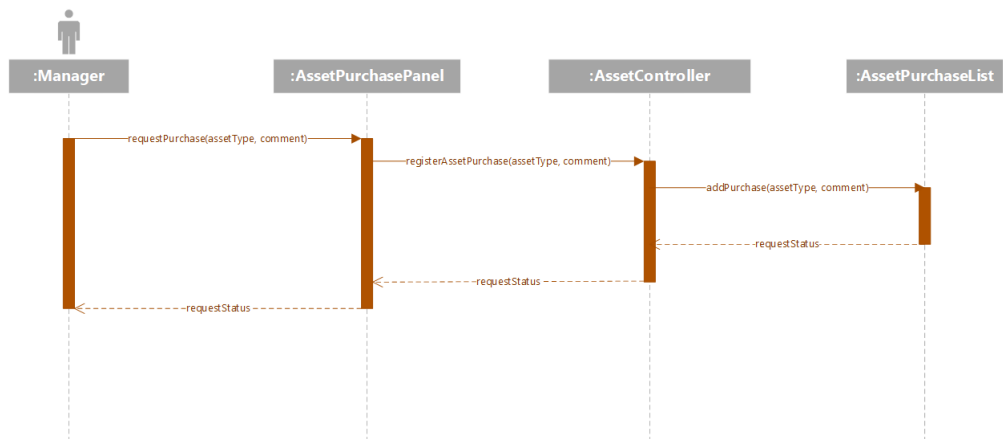 :Manager
:AssetPurchasePanel
:AssetController
:AssetPurchaseList
requestPurchase(assetType, comment)
registerAssetPurchase(assetType, comment)
addPurchase(assetType, comment)
requestStatus
requestStatus
requestStatus